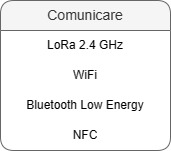 Comunicare
LoRa 2.4 GHz
WiFi
Bluetooth Low Energy
NFC